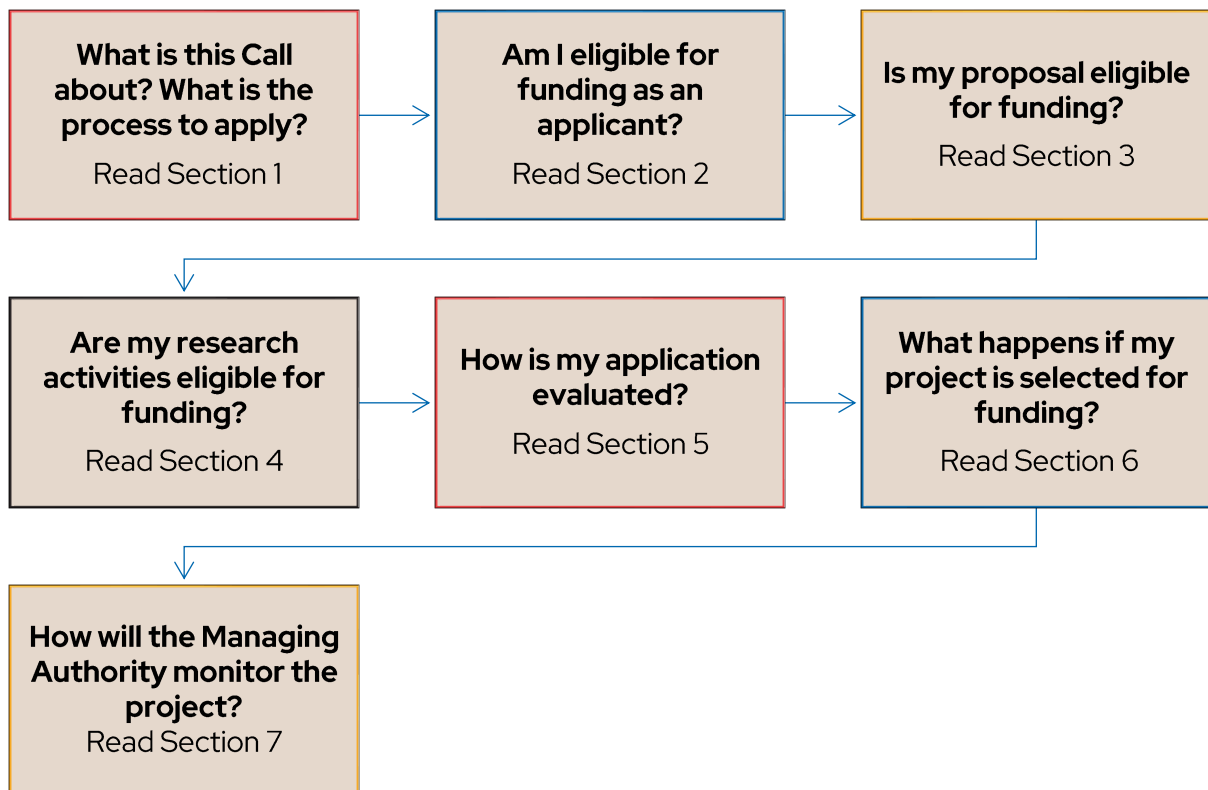 What is this Call
about? What is the
process to apply?
Read Section 1
Am I eligible for
funding as an
applicant?
Read Section 2
Is my proposal eligible
for funding?
Read Section 3
Are my research
activities eligible for
funding?
Read Section 4
How is my application
evaluated?
Read Section 5
What happens if my
project is selected for
funding?
Read Section 6
How will the Managing
Authority monitor the
project?
Read Section 7